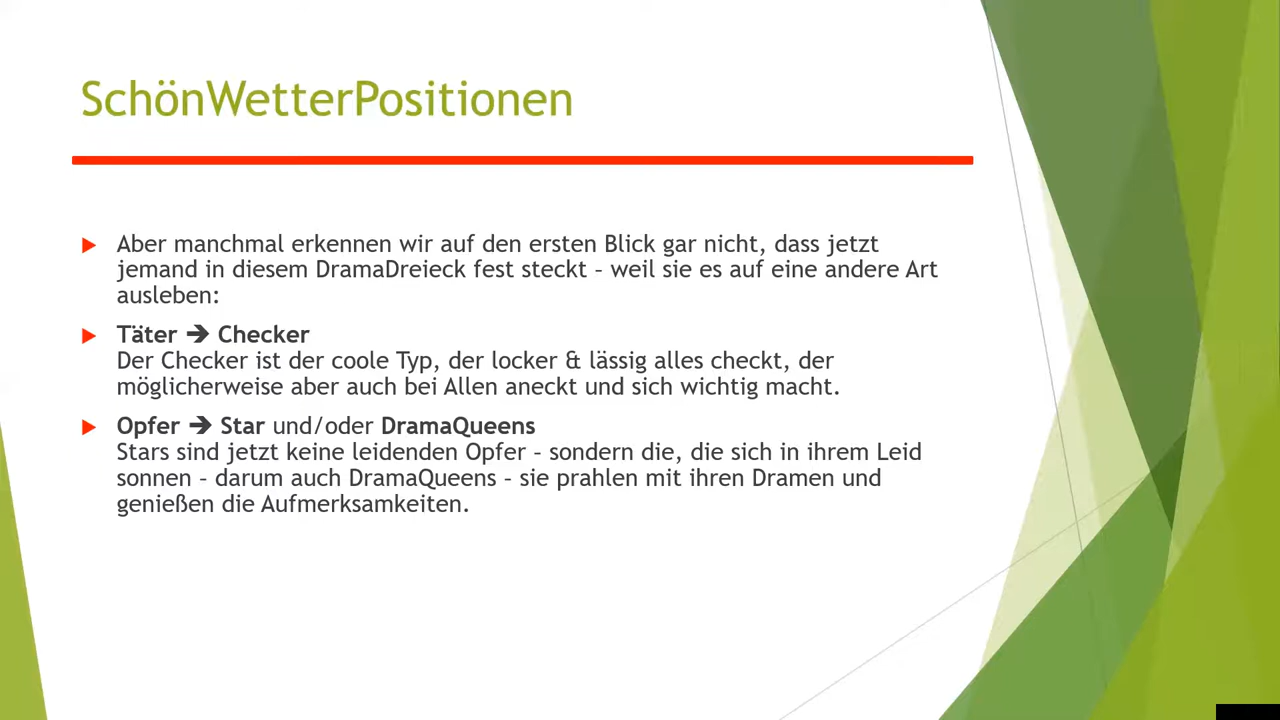 SchönWetterPositionen
Aber manchmal erkennen wir auf den ersten Blick gar nicht, dass jetzt
jemand in diesem DramaDreieck fest steckt – weil sie es auf eine andere Art
ausleben:
Täter ➔ Checker
Der Checker ist der coole Typ, der locker & lässig alles checkt, der
möglicherweise aber auch bei Allen aneckt und sich wichtig macht.
Opfer ➔ Star und/oder DramaQueens
Stars sind jetzt keine leidenden Opfer – sondern die, die sich in ihrem Leid
sonnen – darum auch DramaQueens – sie prahlen mit ihren Dramen und
genießen die Aufmerksamkeiten.